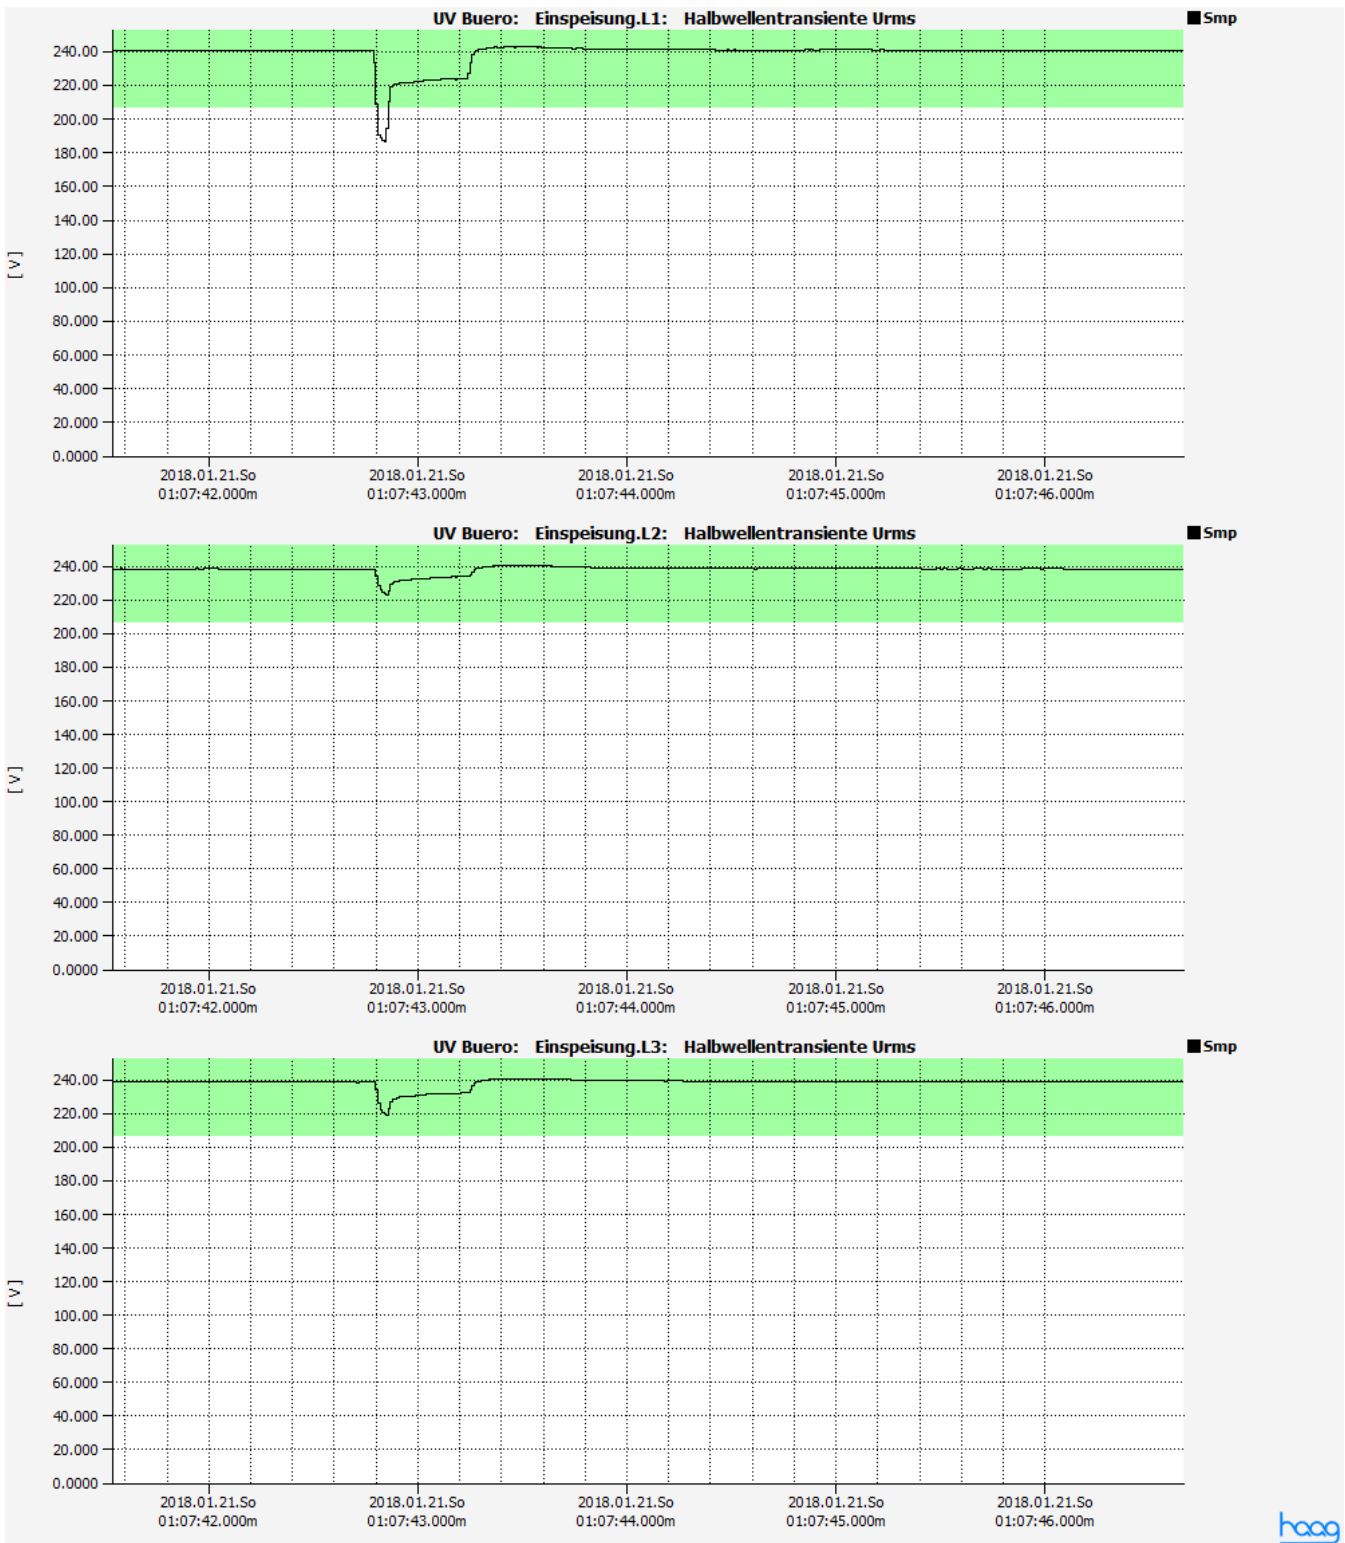 UV Buero: Einspeisung.L1: Halbwellentransiente Urms
Smp
240.00
220.00
200.00
180.00
160.00
140.00
120.00
100.00
80.000
60.000
40.000
20.000
0.0000
[ V ]
2018.01.21.So 2018.01.21.So 2018.01.21.So 2018.01.21.So 2018.01.21.So
01:07:42.000m 01:07:43.000m 01:07:44.000m 01:07:45.000m 01:07:46.000m
UV Buero: Einspeisung.L2: Halbwellentransiente Urms
Smp
240.00
220.00
200.00
180.00
160.00
140.00
120.00
100.00
80.000
60.000
40.000
20.000
0.0000
[ V ]
2018.01.21.So 2018.01.21.So 2018.01.21.So 2018.01.21.So 2018.01.21.So
01:07:42.000m 01:07:43.000m 01:07:44.000m 01:07:45.000m 01:07:46.000m
UV Buero: Einspeisung.L3: Halbwellentransiente Urms
Smp
240.00
220.00
200.00
180.00
160.00
140.00
120.00
100.00
80.000
60.000
40.000
20.000
0.0000
[ V ]
2018.01.21.So 2018.01.21.So 2018.01.21.So 2018.01.21.So 2018.01.21.So
01:07:42.000m 01:07:43.000m 01:07:44.000m 01:07:45.000m 01:07:46.000m
haag